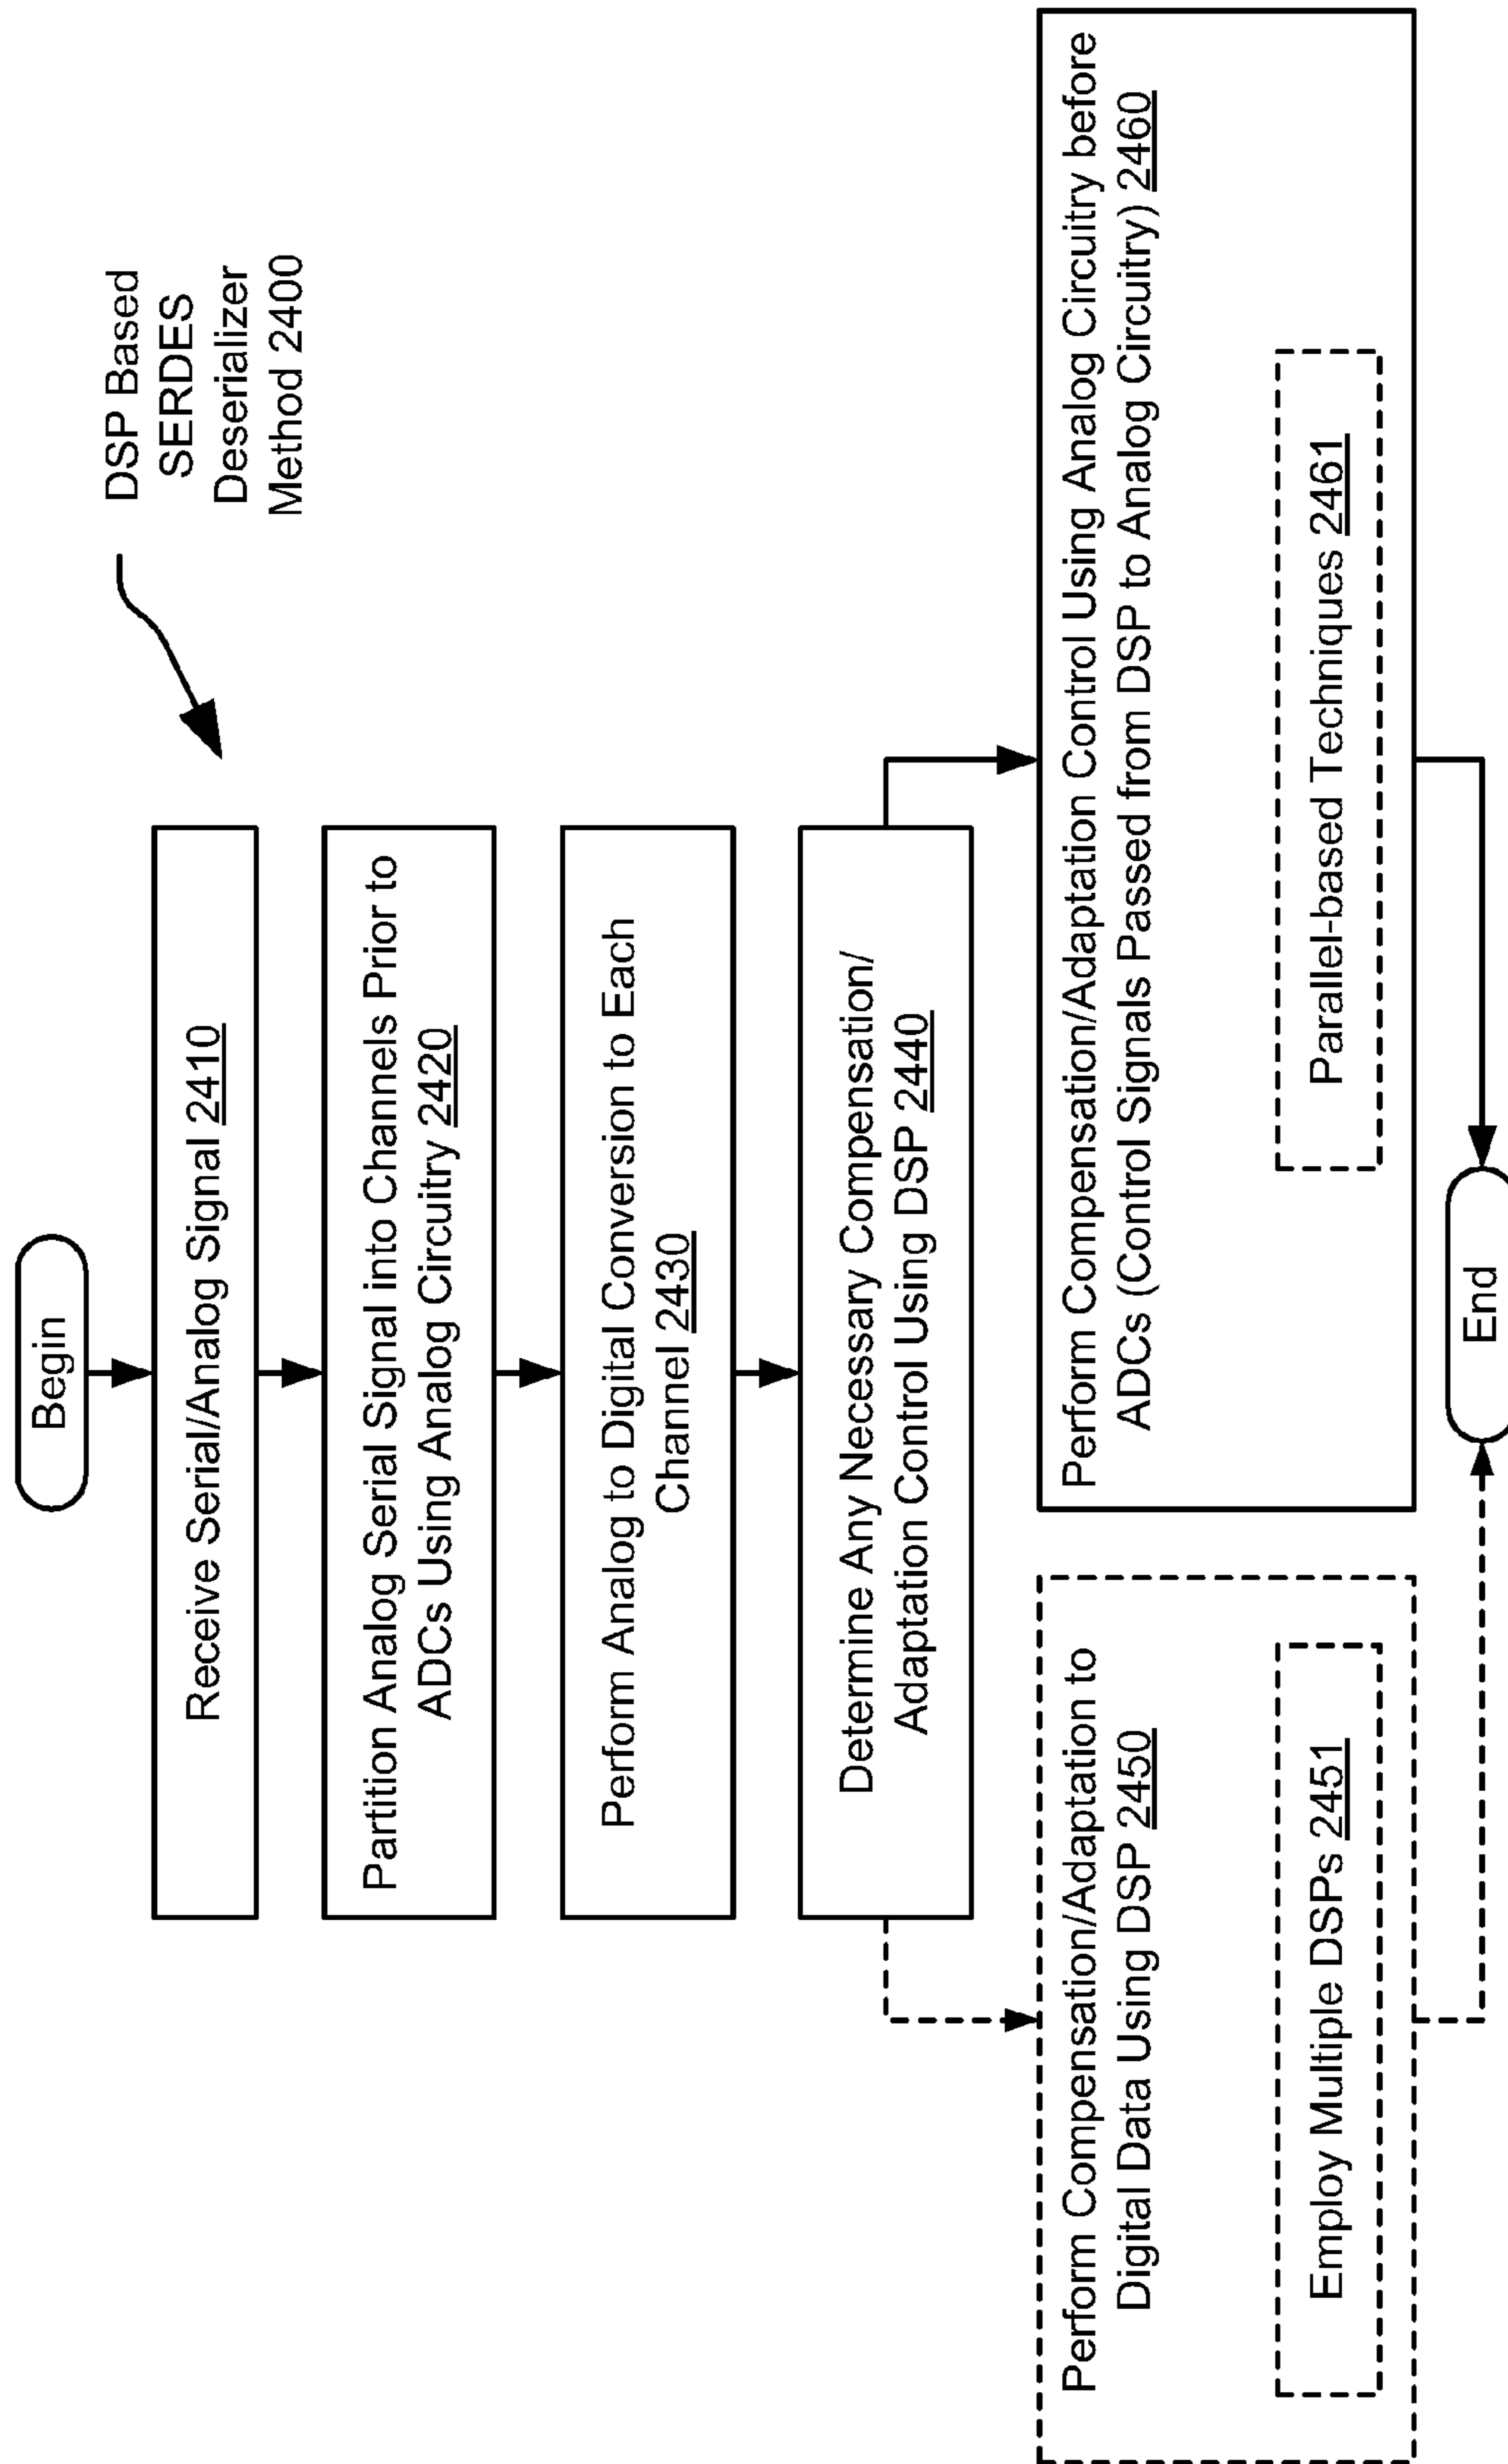 DSP Based
SERDES
Deserializer
Method 2400
Begin
Receive Serial/Analog Signal 2410
Partition Analog Serial Signal into Channels Prior to
ADCs Using Analog Circuitry 2420
Perform Analog to Digital Conversion to Each
Channel 2430
Determine Any Necessary Compensation/
Adaptation Control Using DSP 2440
Perform Compensation/Adaptation to
Digital Data Using DSP 2450
Employ Multiple DSPs 2451
Perform Compensation/Adaptation Control Using Analog Circuitry before
ADCs (Control Signals Passed from DSP to Analog Circuitry) 2460
Parallel-based Techniques 2461
End